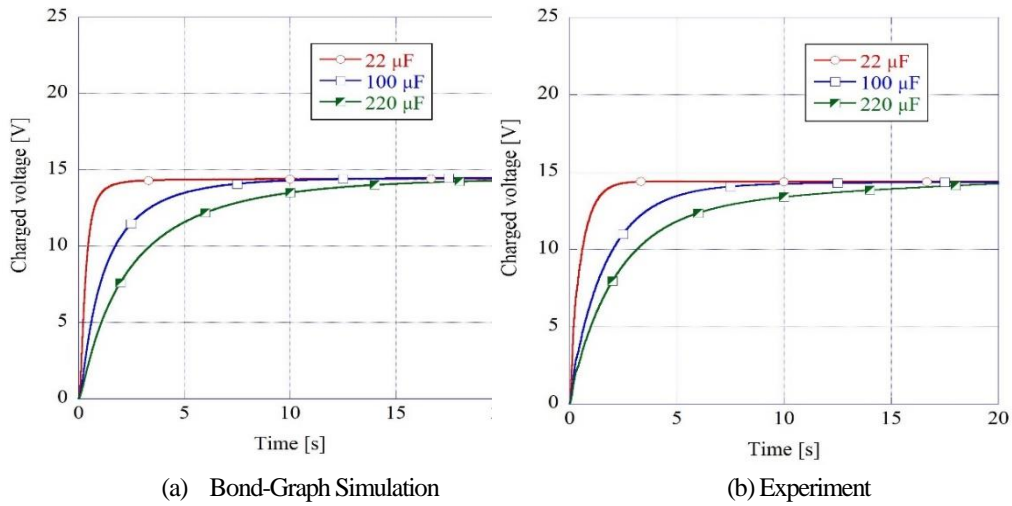 25
20
15
10
5
0
Charged voltage [V]
22 µF
100 µF
220 µF
0 5 10 15
Time [s]
(a) Bond-Graph Simulation
25
20
15
10
5
0
Charged voltage [V]
22 µF
100 µF
220 µF
0 5 10 15 20
Time [s]
(b) Experiment